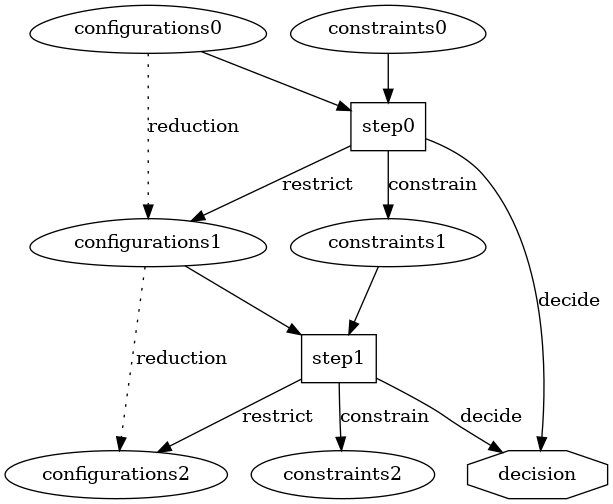 configurations0
constraints0
reduction
step0
restrict
constrain
configurations1
constraints1
decide
reduction
step1
restrict
constrain
decide
configurations2
constraints2
decision